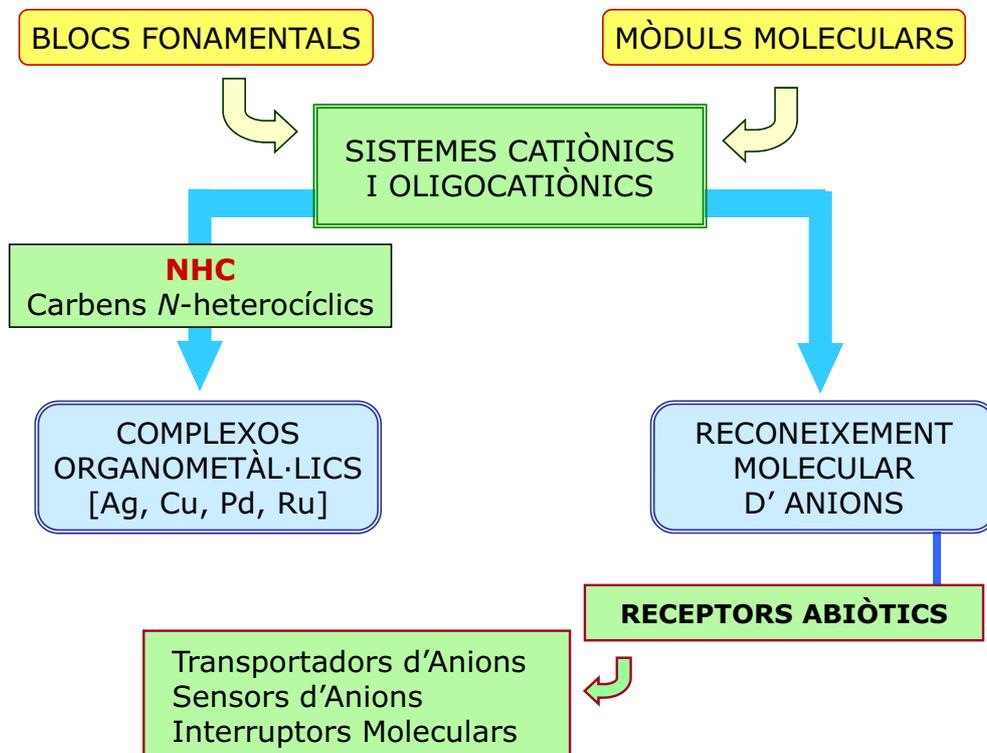 BLOCS FONAMENTALS
MÒDULS MOLECULARS
SISTEMES CATIÒNICS
I OLIGOCATIÒNICS
NHC
Carbens N-heterocíclics
COMPLEXOS
ORGANOMETÀL·LICS
[Ag, Cu, Pd, Ru]
RECONEIXEMENT
MOLECULAR
D’ ANIONS
RECEPTORS ABIÒTICS
Transportadors d’Anions
Sensors d’Anions
Interruptors Moleculars